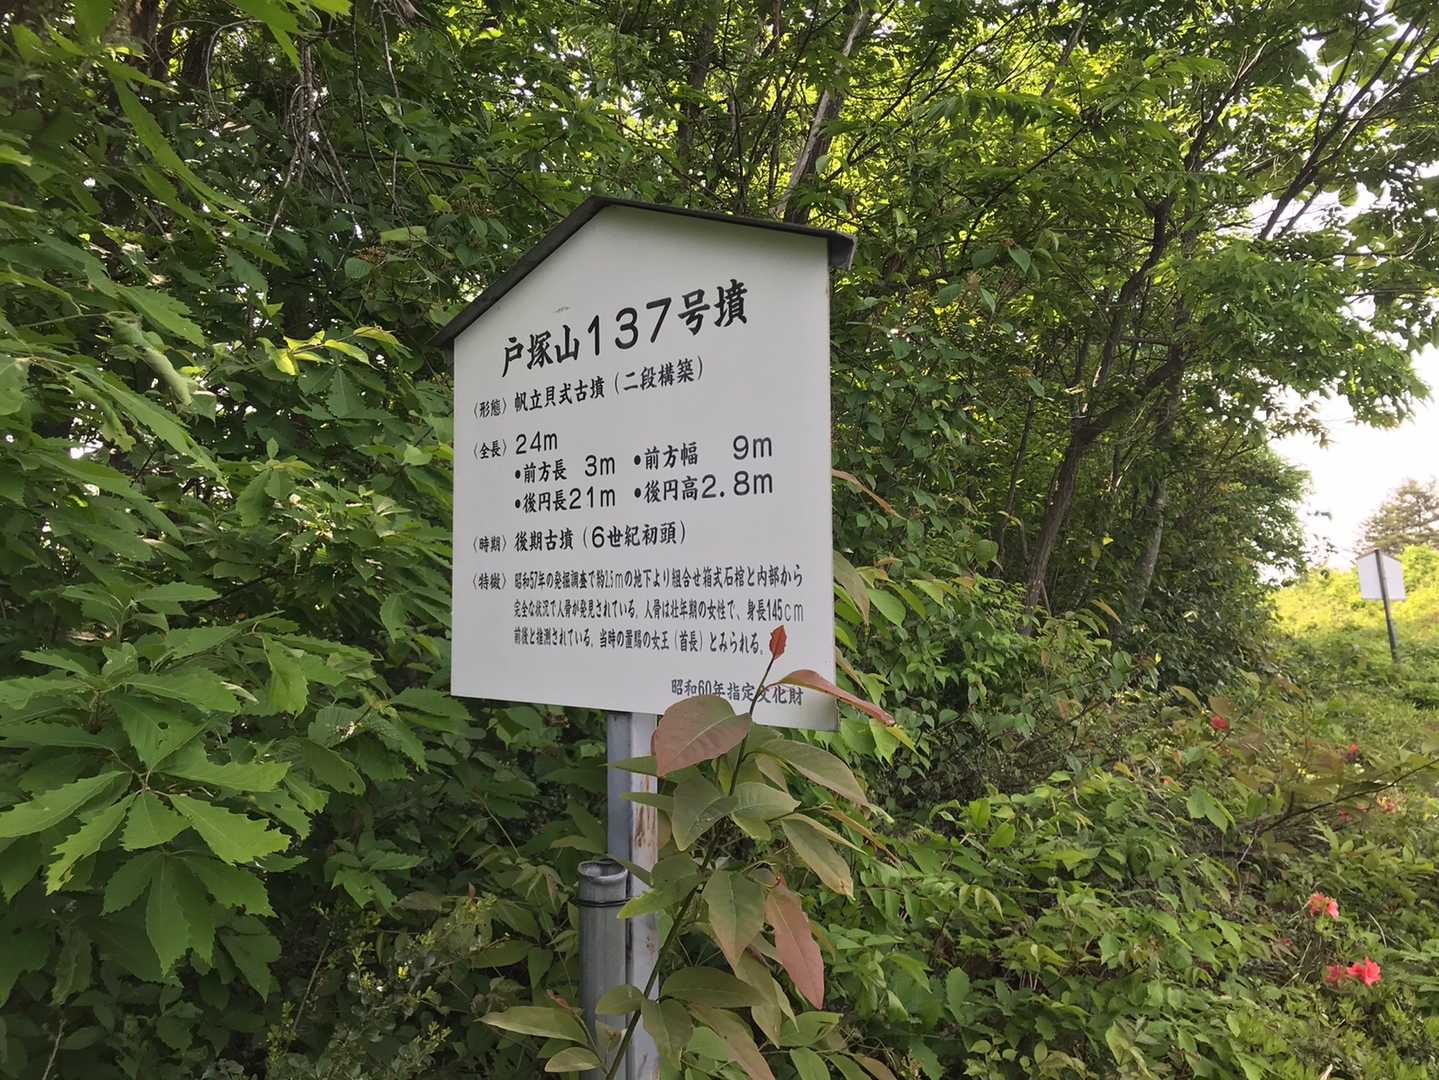 戸塚山137号墳
〈形態〉帆立貝式古墳(二段構築)
〈全長〉24m
•前方長 3m •前方幅 9m
•後円長21m •後円高2.8m
〈時期〉後期古墳(6世紀初頭)
〈特徴〉昭和57年の発掘調査で約2.5mの地下より組合せ箱式石棺と内部から
完全な状況で人骨が発見されている。人骨は壮年期の女性で、身長145cm
前後と推測されている。当時の置賜の女王(首長)とみられる。
昭和60年指定文化財